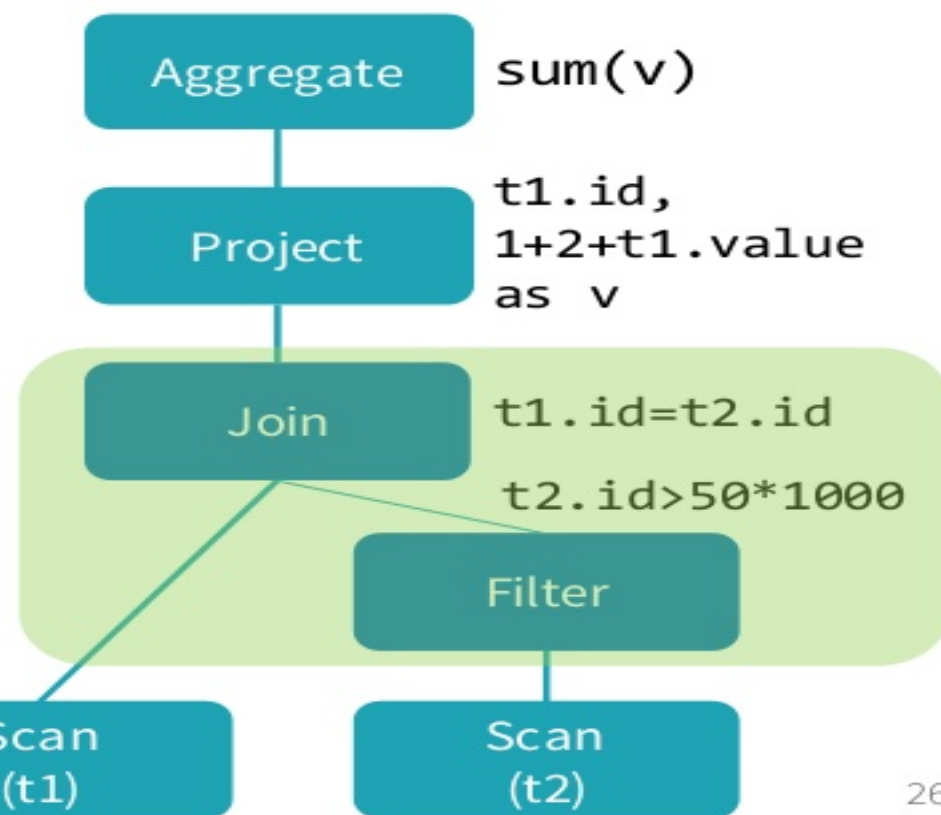 Aggregate
sum(v)
t1.id,
Project
1+2+t1.value
as v
Join
t1.id=t2.id
t2.id>50*1000
Filter
Scan
(t1)
Scan
(t2)
26